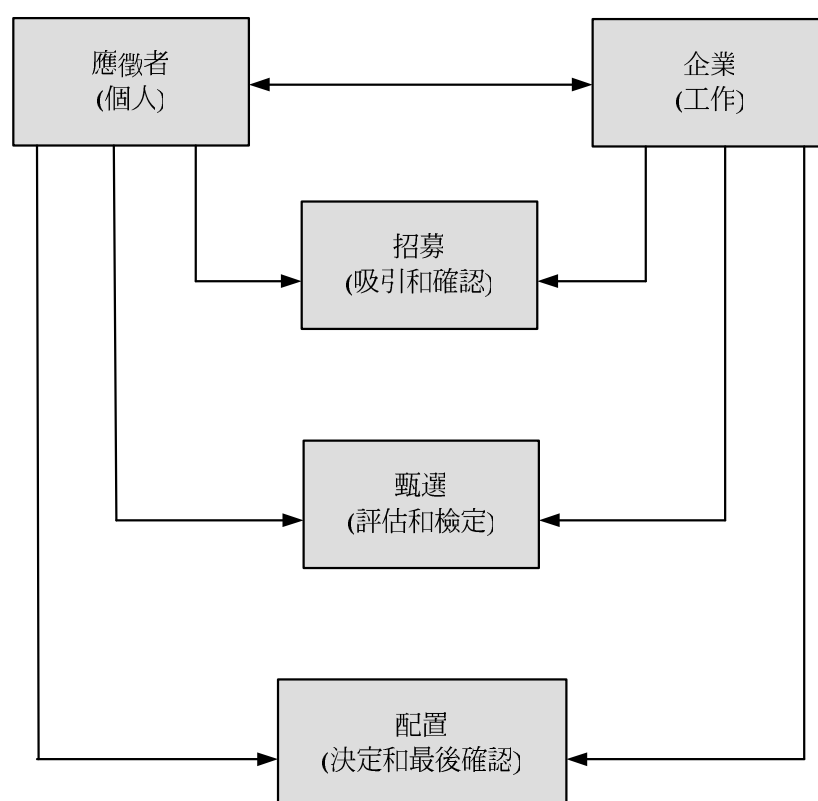 應徵者
(個人)
企業
(工作)
招募
(吸引和確認)
甄選
(評估和檢定)
配置
(決定和最後確認)